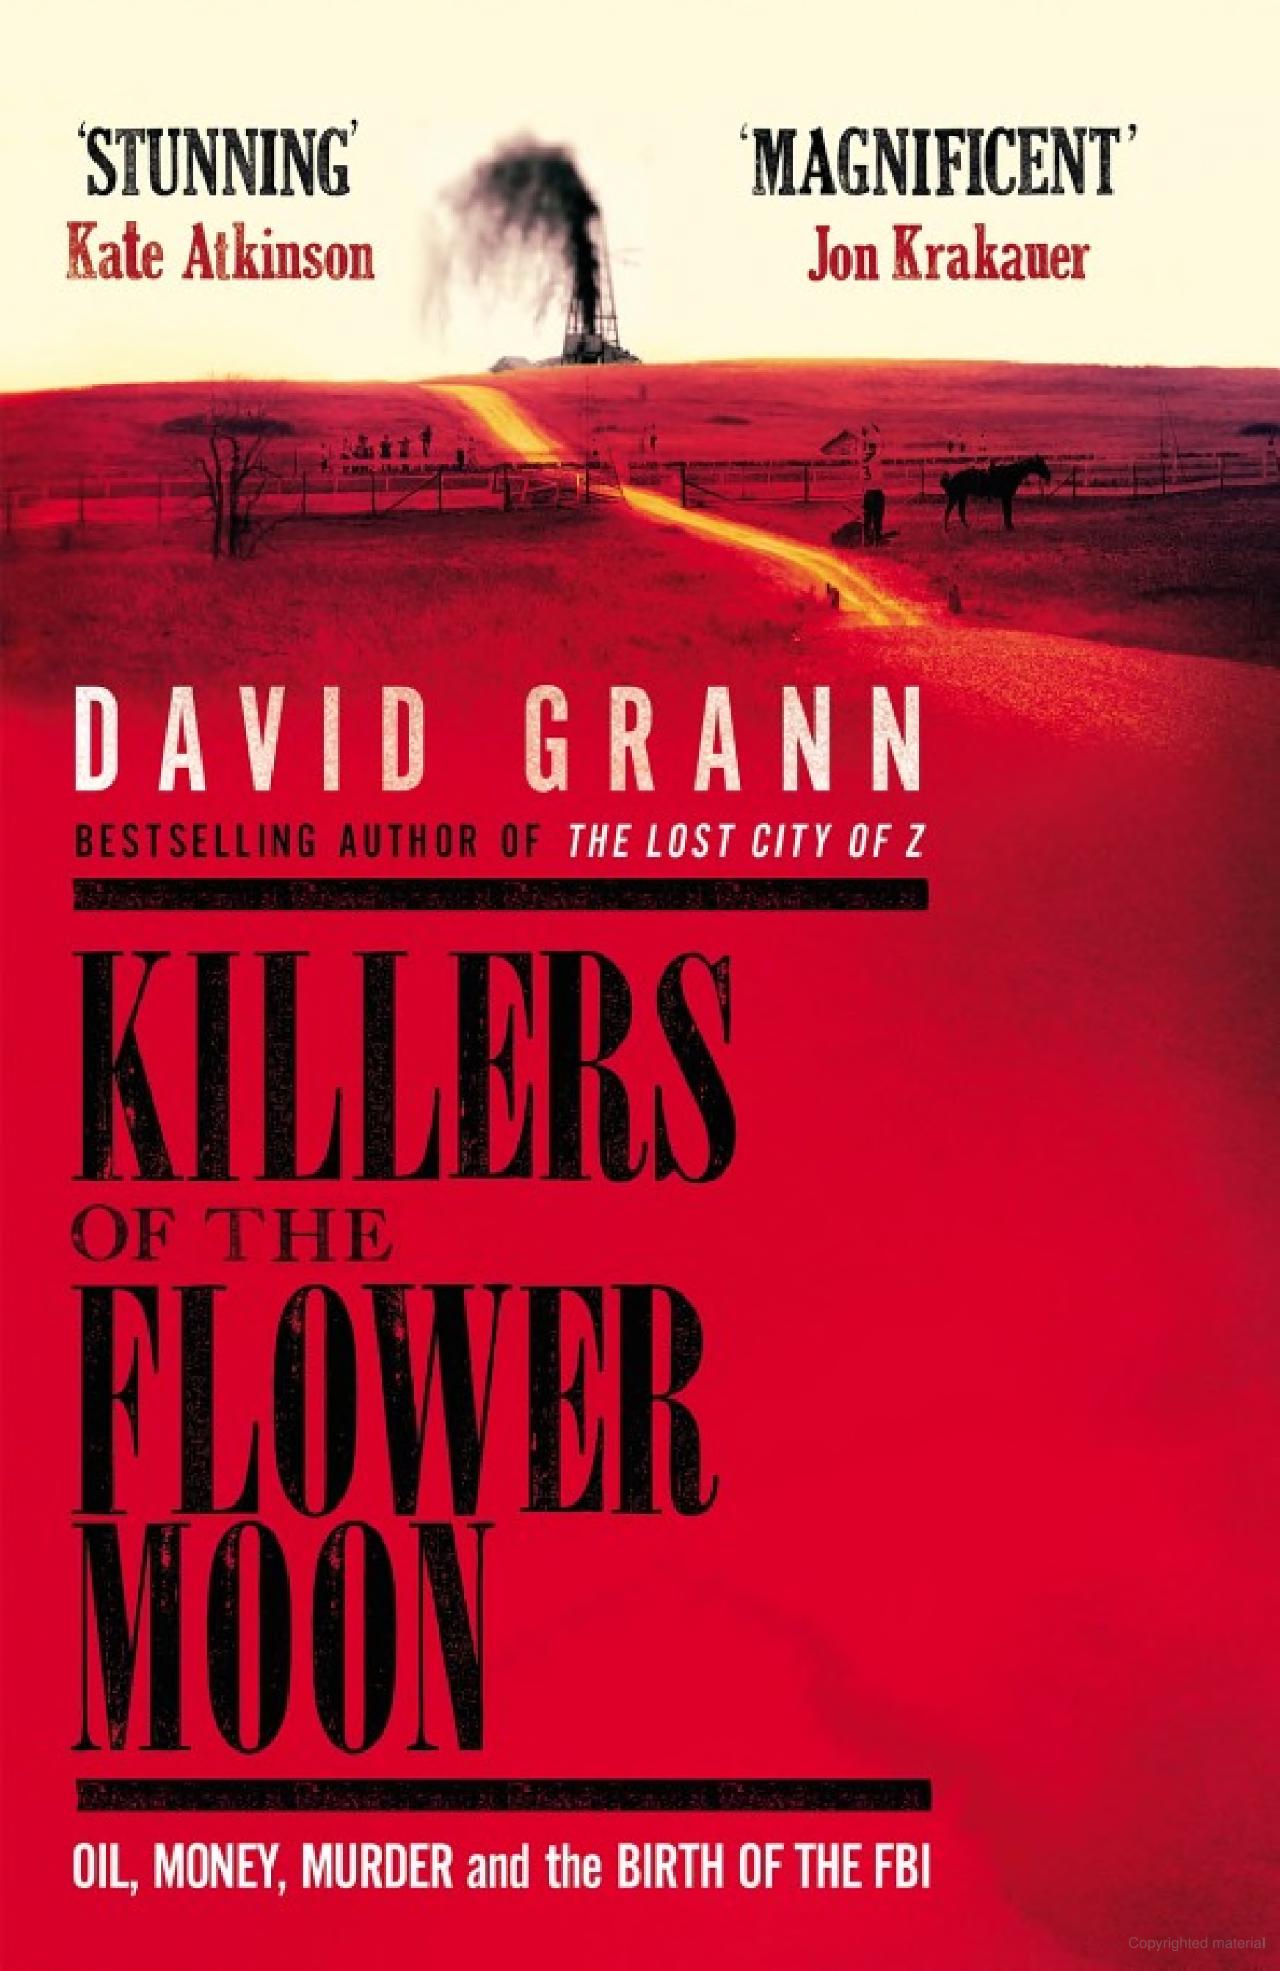 ‘STUNNING’
Kate Atkinson
‘MAGNIFICENT’
Jon Krakauer
DAVID GRANN
BESTSELLING AUTHOR OF THE LOST CITY OF Z
KILLERS
OF THE
FLOWER
MOON
OIL, MONEY, MURDER and the BIRTH OF THE FBI
Copyrighted material